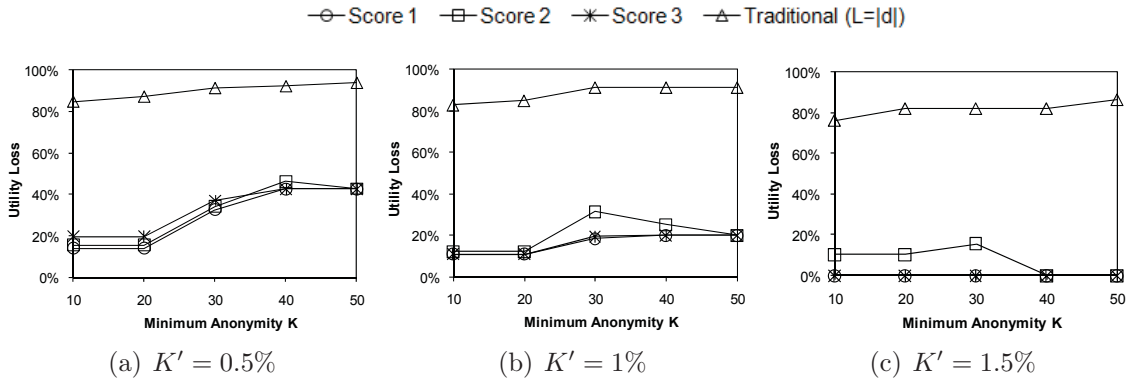 Score 1 Score 2 Score 3 Traditional (L=|d|)
100%
80%
60%
40%
20%
0%
Utility Loss
10 20 30 40 50
Minimum Anonymity K
(a) K′ = 0.5%
100%
80%
60%
40%
20%
0%
Utility Loss
10 20 30 40 50
Minimum Anonymity K
(b) K′ = 1%
100%
80%
60%
40%
20%
0%
Utility Loss
10 20 30 40 50
Minimum Anonymity K
(c) K′ = 1.5%